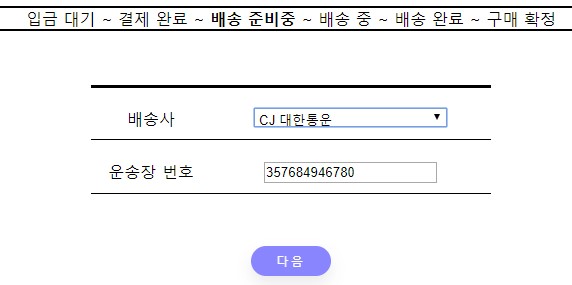 입금 대기 ~ 결제 완료 ~ 배송 준비중 ~ 배송 중 ~ 배송 완료 ~ 구매 확정
배송사 CJ 대한통운
운송장 번호 357684946780
다음